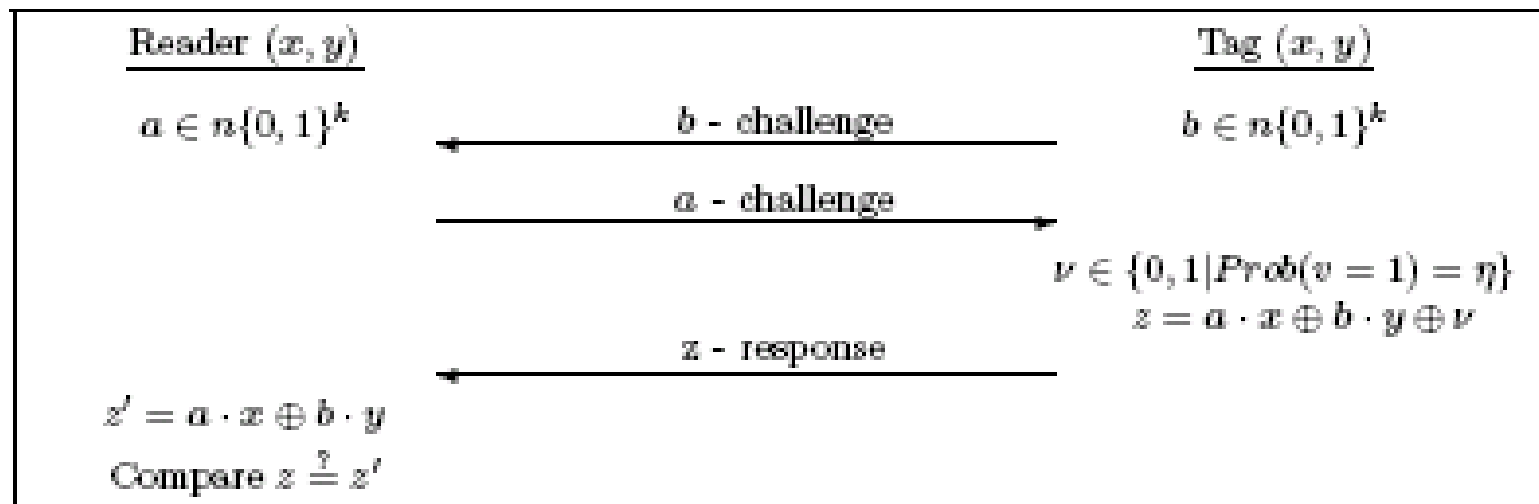 Reader (x, y) Tag (x, y)
a ∈ n{0, 1}^k b - challenge b ∈ n{0, 1}^k
a - challenge
ν ∈ {0, 1|Prob(v = 1) = η}
z = a · x ⊕ b · y ⊕ ν
z - response
z′ = a · x ⊕ b · y
Compare z ≟ z′